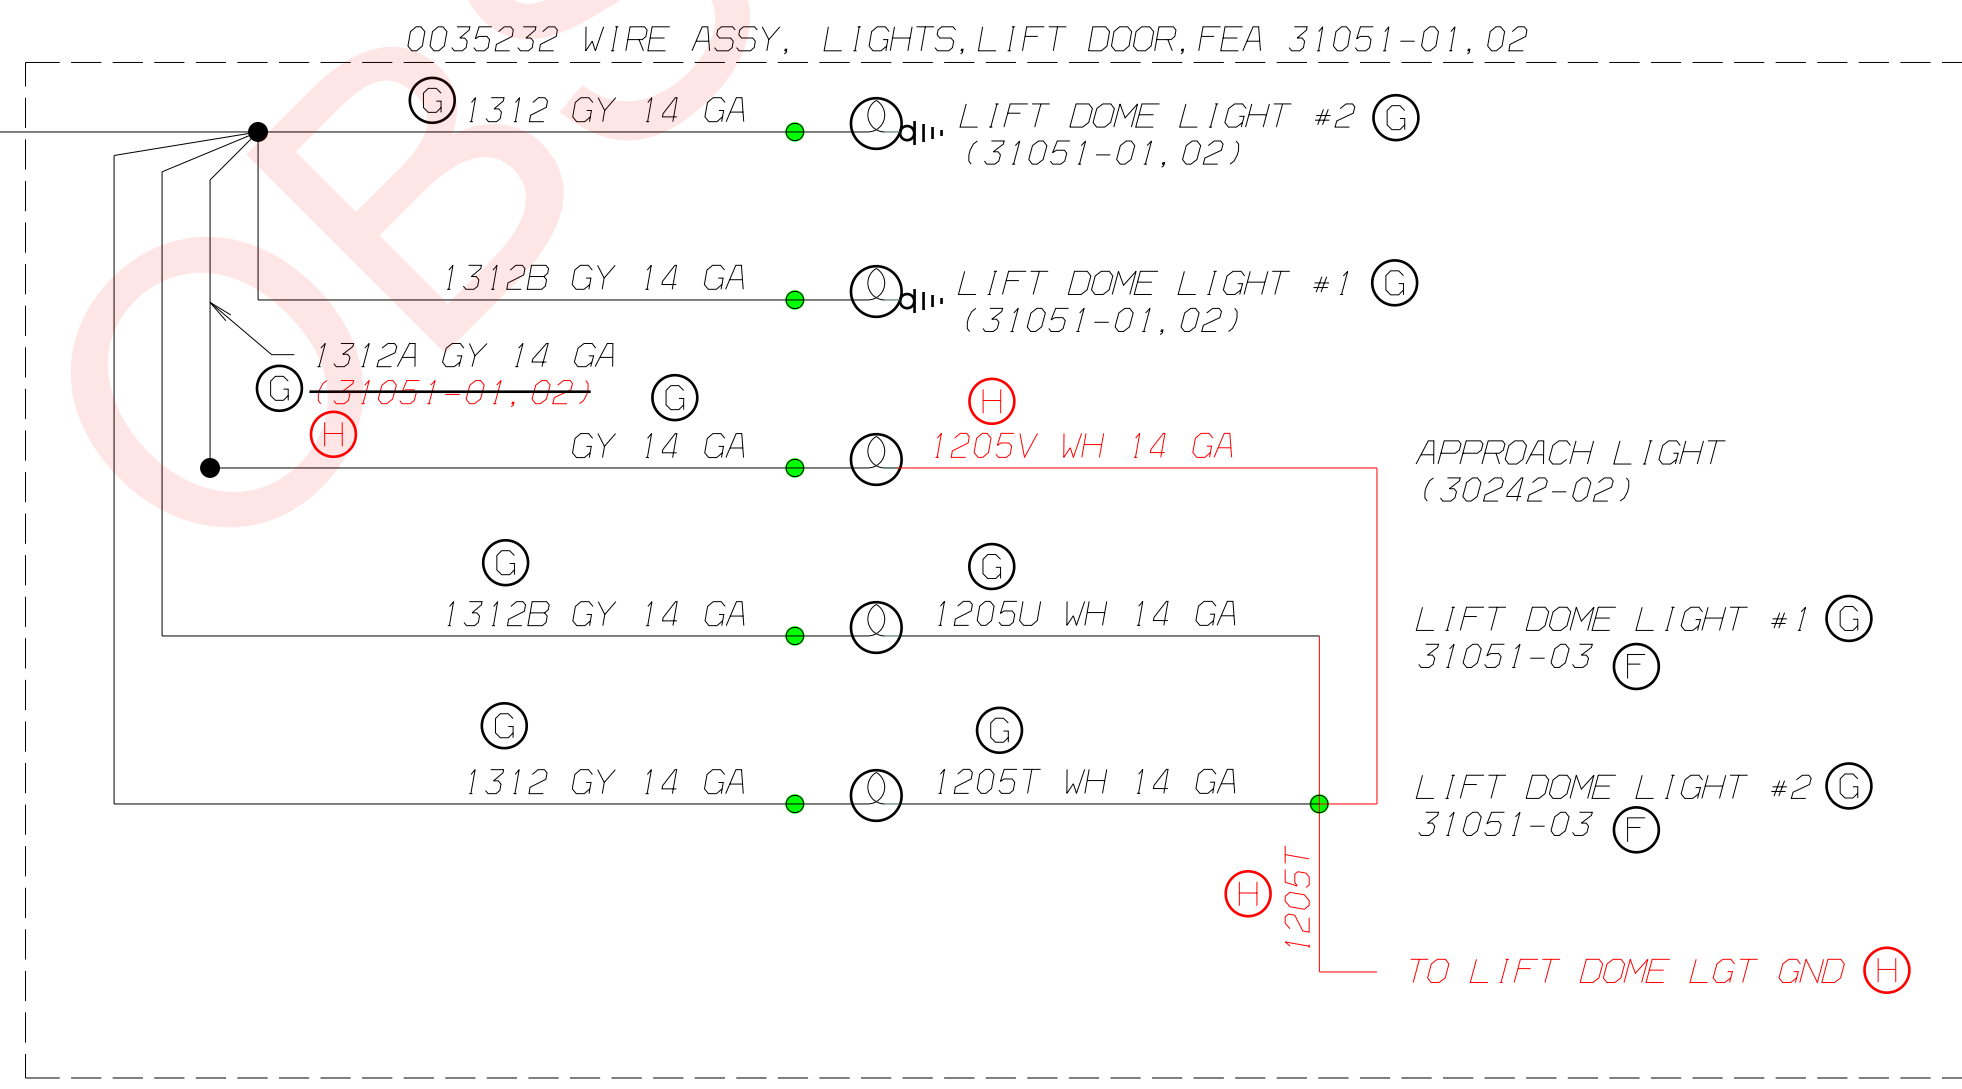 0035232 WIRE ASSY, LIGHTS,LIFT DOOR,FEA 31051-01,02
G 1312 GY 14 GA
LIFT DOME LIGHT #2 G
(31051-01,02)
1312B GY 14 GA
LIFT DOME LIGHT #1 G
(31051-01,02)
1312A GY 14 GA
G (31051-01,02)
H
G
GY 14 GA
H
1205V WH 14 GA
APPROACH LIGHT
(30242-02)
G
1312B GY 14 GA
G
1205U WH 14 GA
LIFT DOME LIGHT #1 G
31051-03 F
G
1312 GY 14 GA
G
1205T WH 14 GA
LIFT DOME LIGHT #2 G
31051-03 F
H 1205T
TO LIFT DOME LGT GND H
OBS